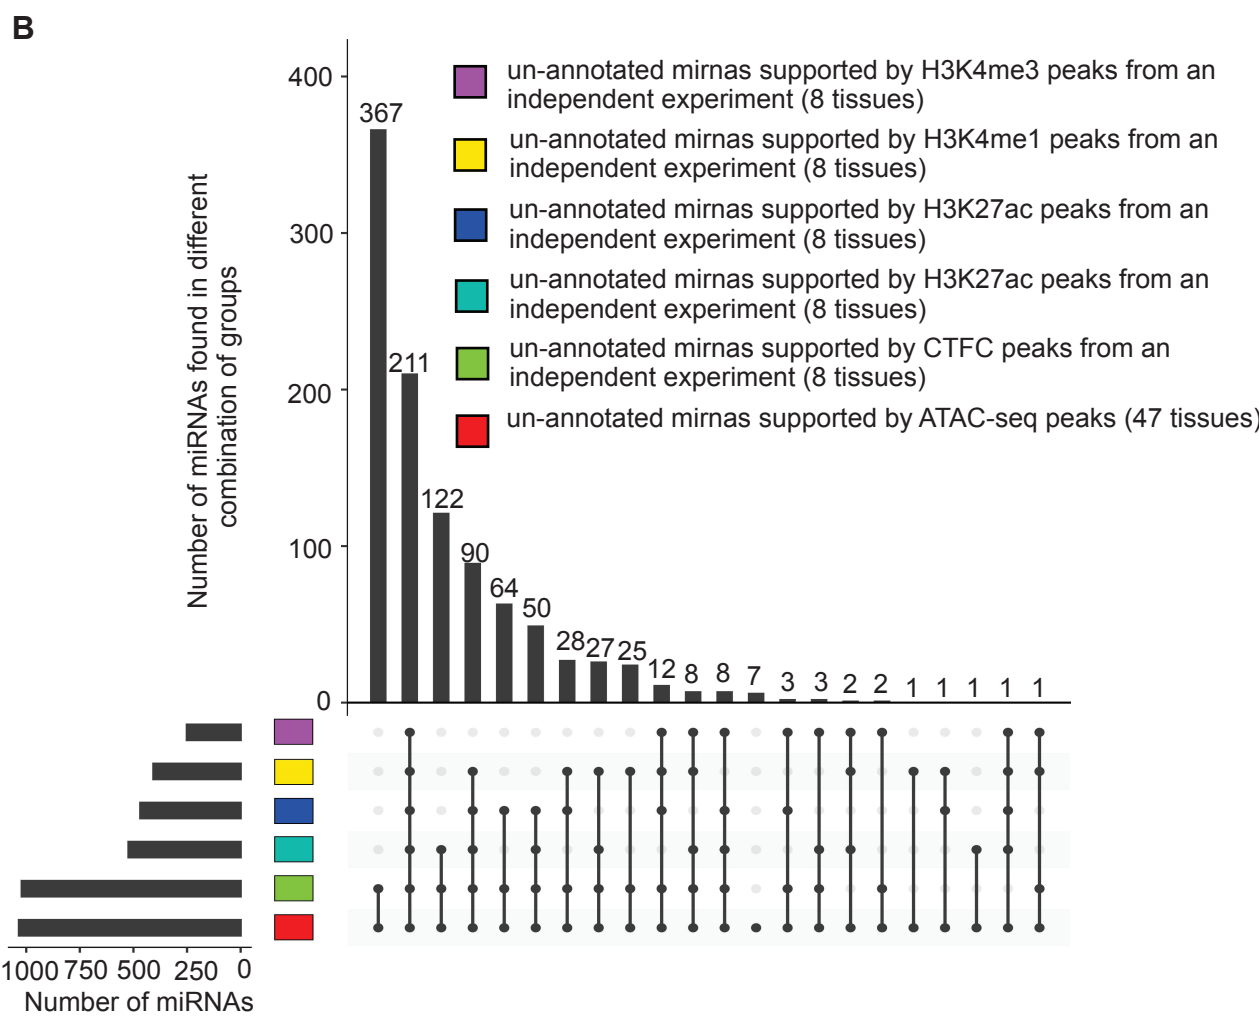 B
400
300
200
100
0
Number of miRNAs found in different
combination of groups
un-annotated mirnas supported by H3K4me3 peaks from an
independent experiment (8 tissues)
un-annotated mirnas supported by H3K4me1 peaks from an
independent experiment (8 tissues)
un-annotated mirnas supported by H3K27ac peaks from an
independent experiment (8 tissues)
un-annotated mirnas supported by H3K27ac peaks from an
independent experiment (8 tissues)
un-annotated mirnas supported by CTFC peaks from an
independent experiment (8 tissues)
un-annotated mirnas supported by ATAC-seq peaks (47 tissues)
367
211
122
90
64
50
28
27
25
12
8
8
7
3
3
2
2
1
1
1
1
1
1000 750 500 250 0
Number of miRNAs